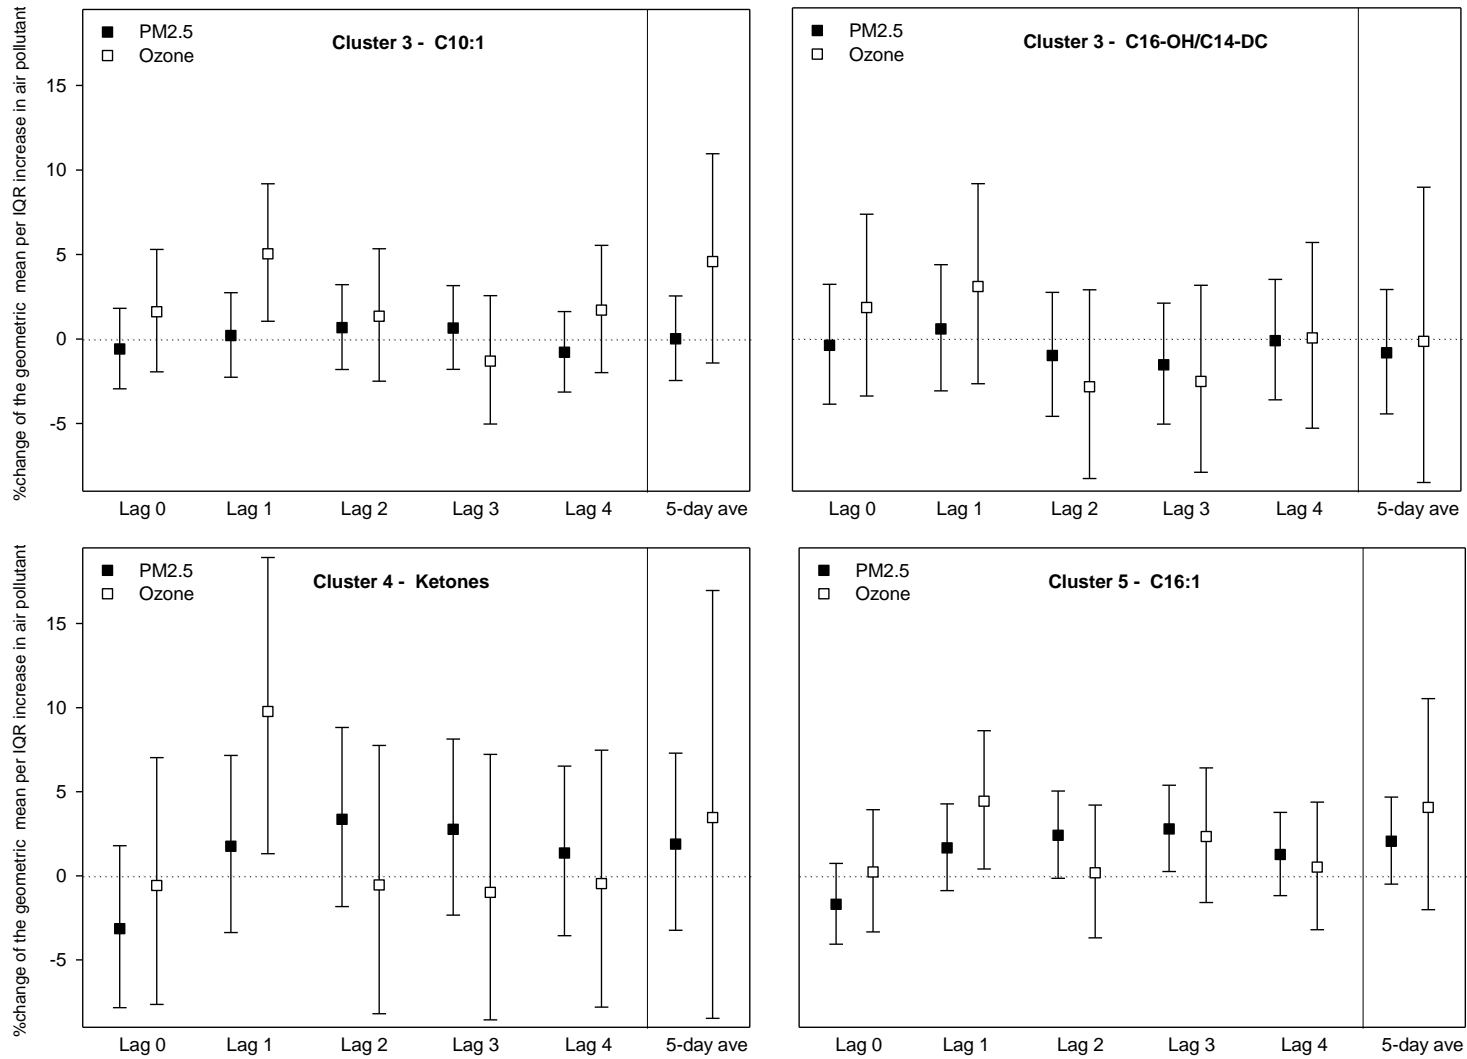 %change of the geometric mean per IQR increase in air pollutant
PM2.5
Ozone
Cluster 3 - C10:1
15
10
5
0
-5
Lag 0 Lag 1 Lag 2 Lag 3 Lag 4 5-day ave
PM2.5
Ozone
Cluster 3 - C16-OH/C14-DC
Lag 0 Lag 1 Lag 2 Lag 3 Lag 4 5-day ave
%change of the geometric mean per IQR increase in air pollutant
PM2.5
Ozone
Cluster 4 - Ketones
15
10
5
0
-5
Lag 0 Lag 1 Lag 2 Lag 3 Lag 4 5-day ave
PM2.5
Ozone
Cluster 5 - C16:1
Lag 0 Lag 1 Lag 2 Lag 3 Lag 4 5-day ave